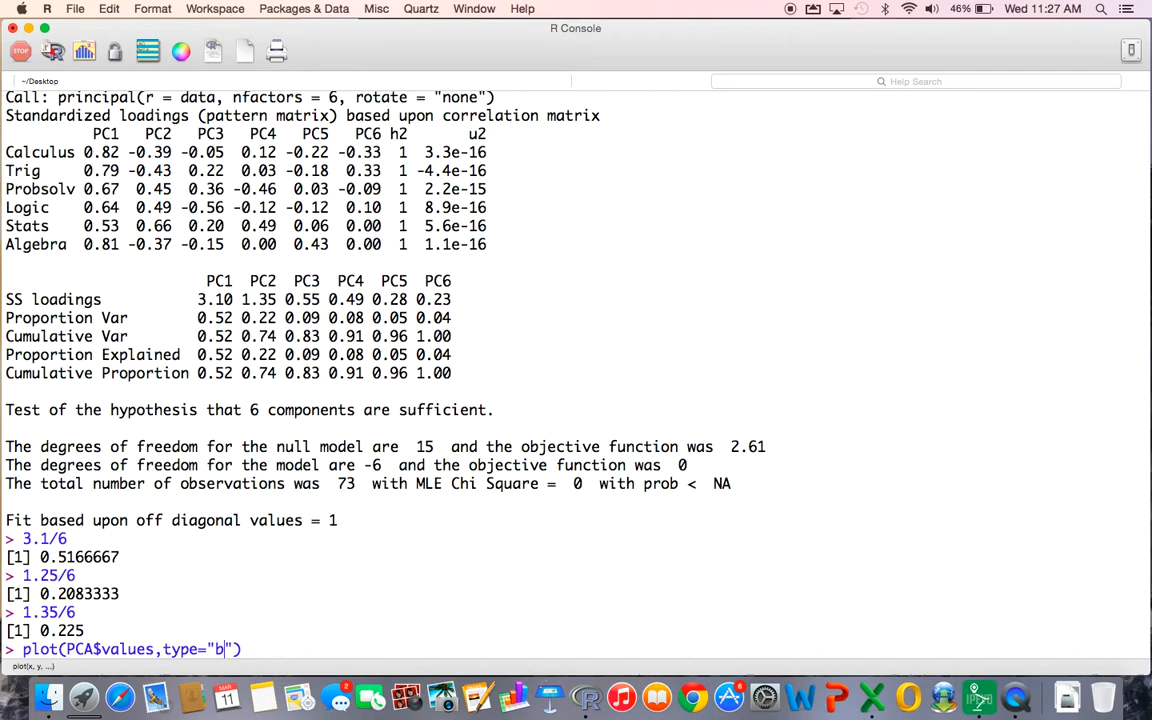 R File Edit Format Workspace Packages & Data Misc Quartz Window Help 46% Wed 11:27 AM
R Console
STOP
~/Desktop Help Search
Call: principal(r = data, nfactors = 6, rotate = "none")
Standardized loadings (pattern matrix) based upon correlation matrix
PC1 PC2 PC3 PC4 PC5 PC6 h2 u2
Calculus 0.82 -0.39 -0.05 0.12 -0.22 -0.33 1 3.3e-16
Trig 0.79 -0.43 0.22 0.03 -0.18 0.33 1 -4.4e-16
Probsolv 0.67 0.45 0.36 -0.46 0.03 -0.09 1 2.2e-15
Logic 0.64 0.49 -0.56 -0.12 -0.12 0.10 1 8.9e-16
Stats 0.53 0.66 0.20 0.49 0.06 0.00 1 5.6e-16
Algebra 0.81 -0.37 -0.15 0.00 0.43 0.00 1 1.1e-16
PC1 PC2 PC3 PC4 PC5 PC6
SS loadings 3.10 1.35 0.55 0.49 0.28 0.23
Proportion Var 0.52 0.22 0.09 0.08 0.05 0.04
Cumulative Var 0.52 0.74 0.83 0.91 0.96 1.00
Proportion Explained 0.52 0.22 0.09 0.08 0.05 0.04
Cumulative Proportion 0.52 0.74 0.83 0.91 0.96 1.00
Test of the hypothesis that 6 components are sufficient.
The degrees of freedom for the null model are 15 and the objective function was 2.61
The degrees of freedom for the model are -6 and the objective function was 0
The total number of observations was 73 with MLE Chi Square = 0 with prob < NA
Fit based upon off diagonal values = 1
> 3.1/6
[1] 0.5166667
> 1.25/6
[1] 0.2083333
> 1.35/6
[1] 0.225
> plot(PCA$values,type="b")
plot(x, y, ...)